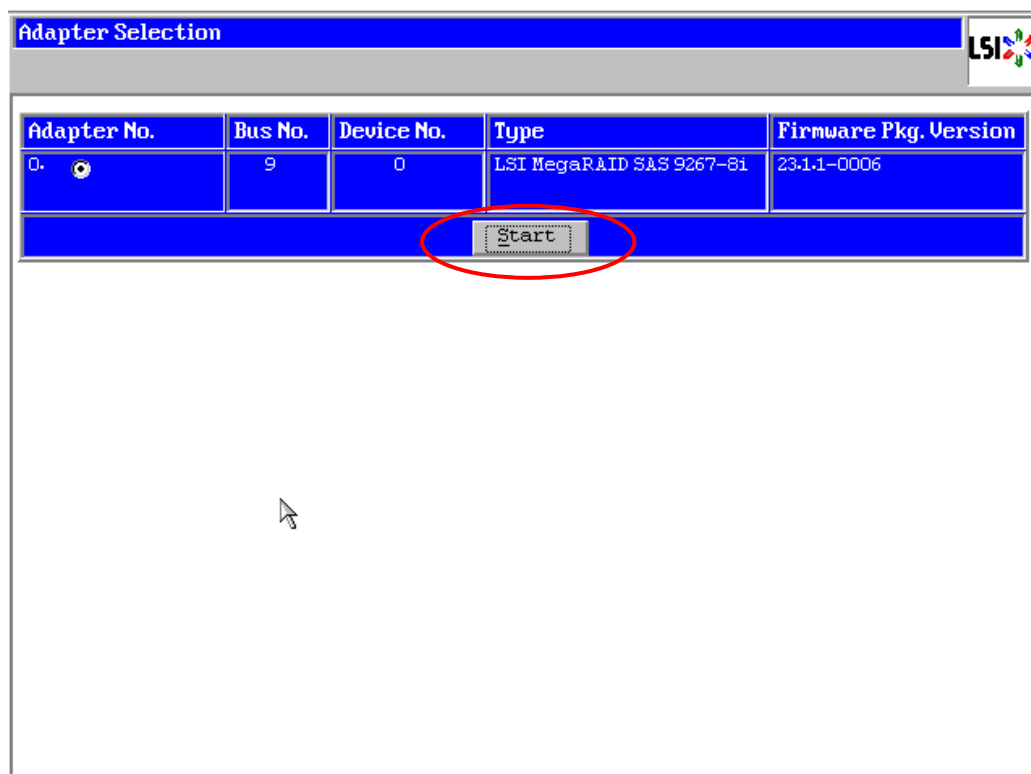 Adapter Selection
LSI
Adapter No. Bus No. Device No. Type Firmware Pkg. Version
0. 9 0 LSI MegaRAID SAS 9267-8i 23.1.1-0006
Start